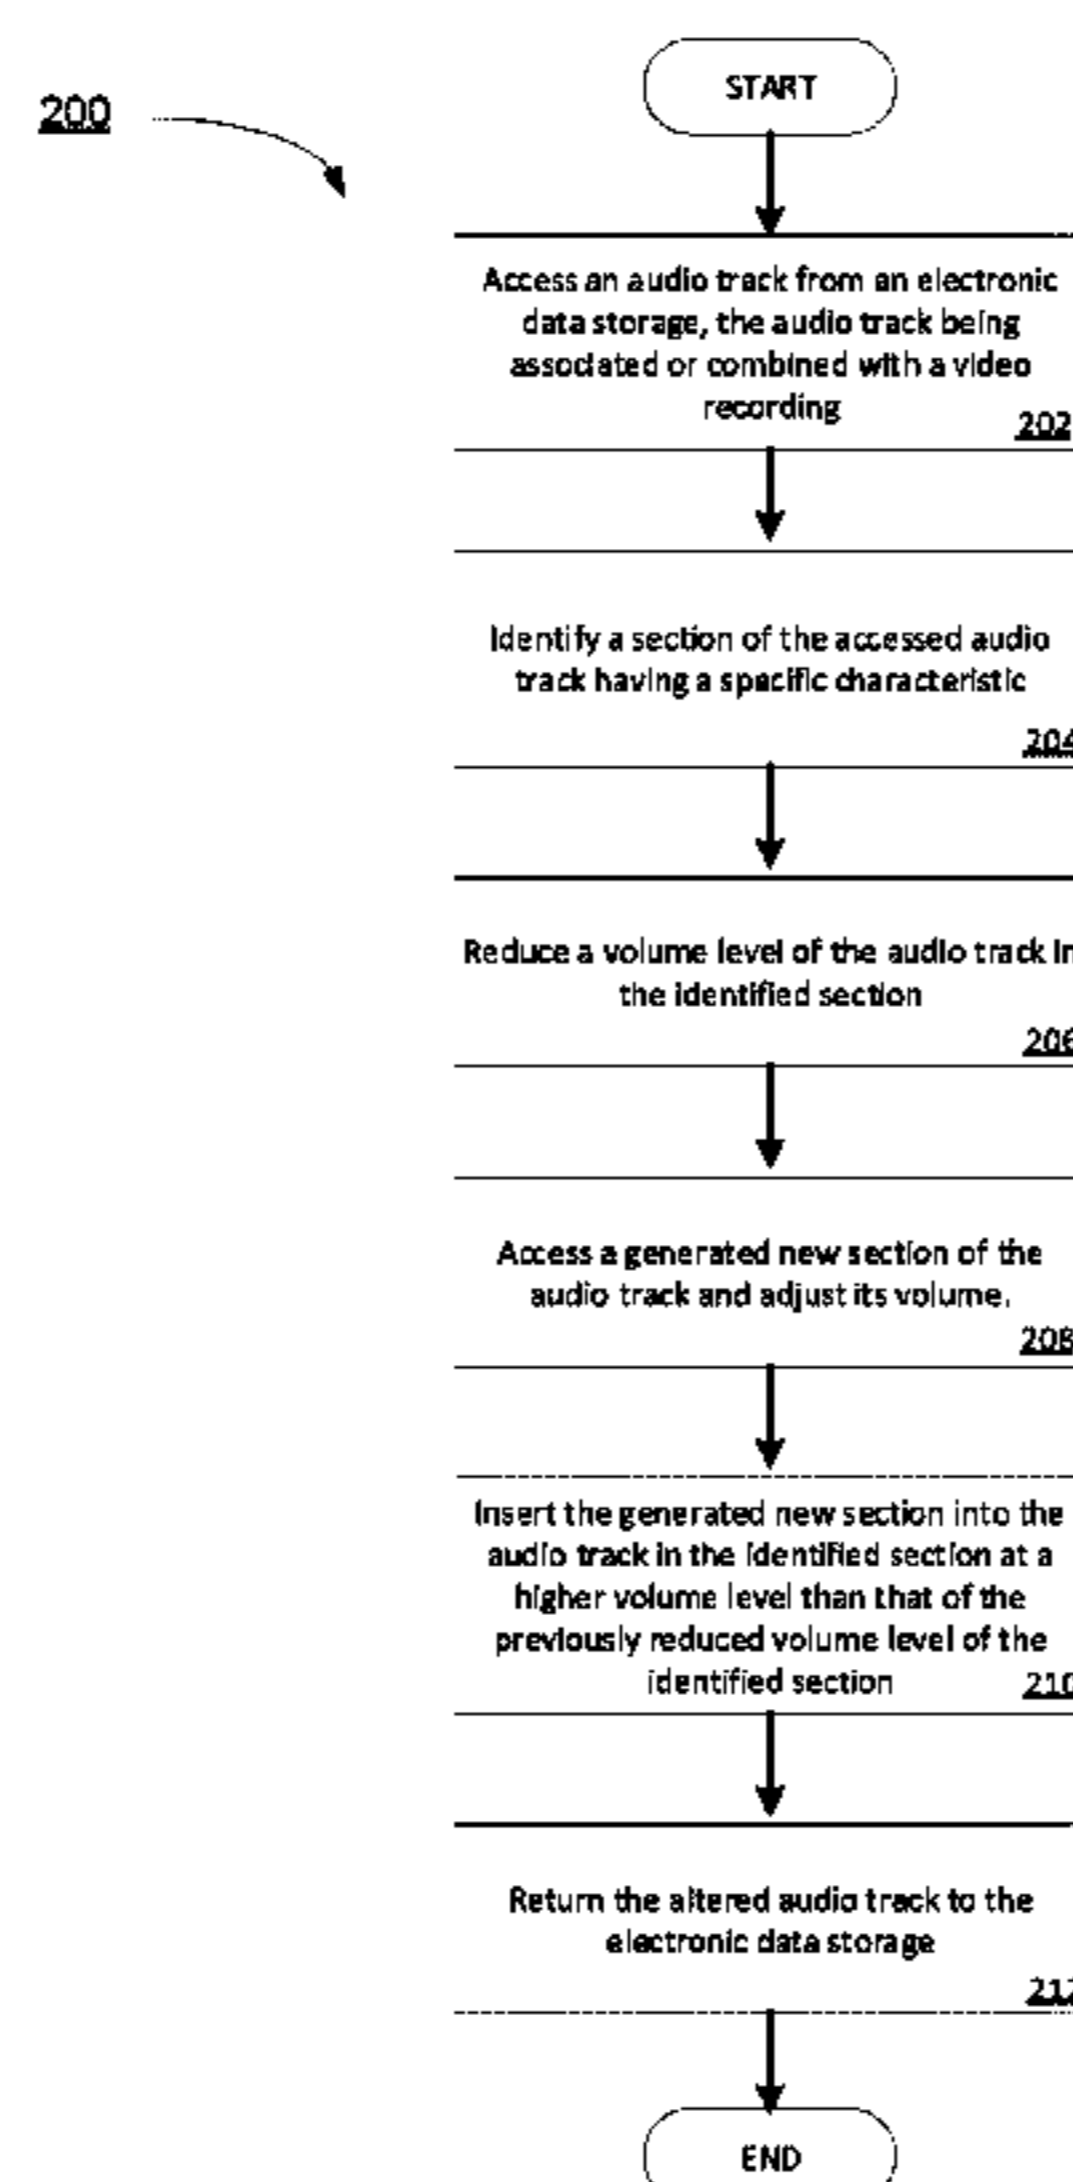 START
200
Access an audio track from an electronic
data storage, the audio track being
associated or combined with a video
recording
202
Identify a section of the accessed audio
track having a specific characteristic
204
Reduce a volume level of the audio track in
the identified section
206
Access a generated new section of the
audio track and adjust its volume.
208
Insert the generated new section into the
audio track in the identified section at a
higher volume level than that of the
previously reduced volume level of the
identified section
210
Return the altered audio track to the
electronic data storage
212
END